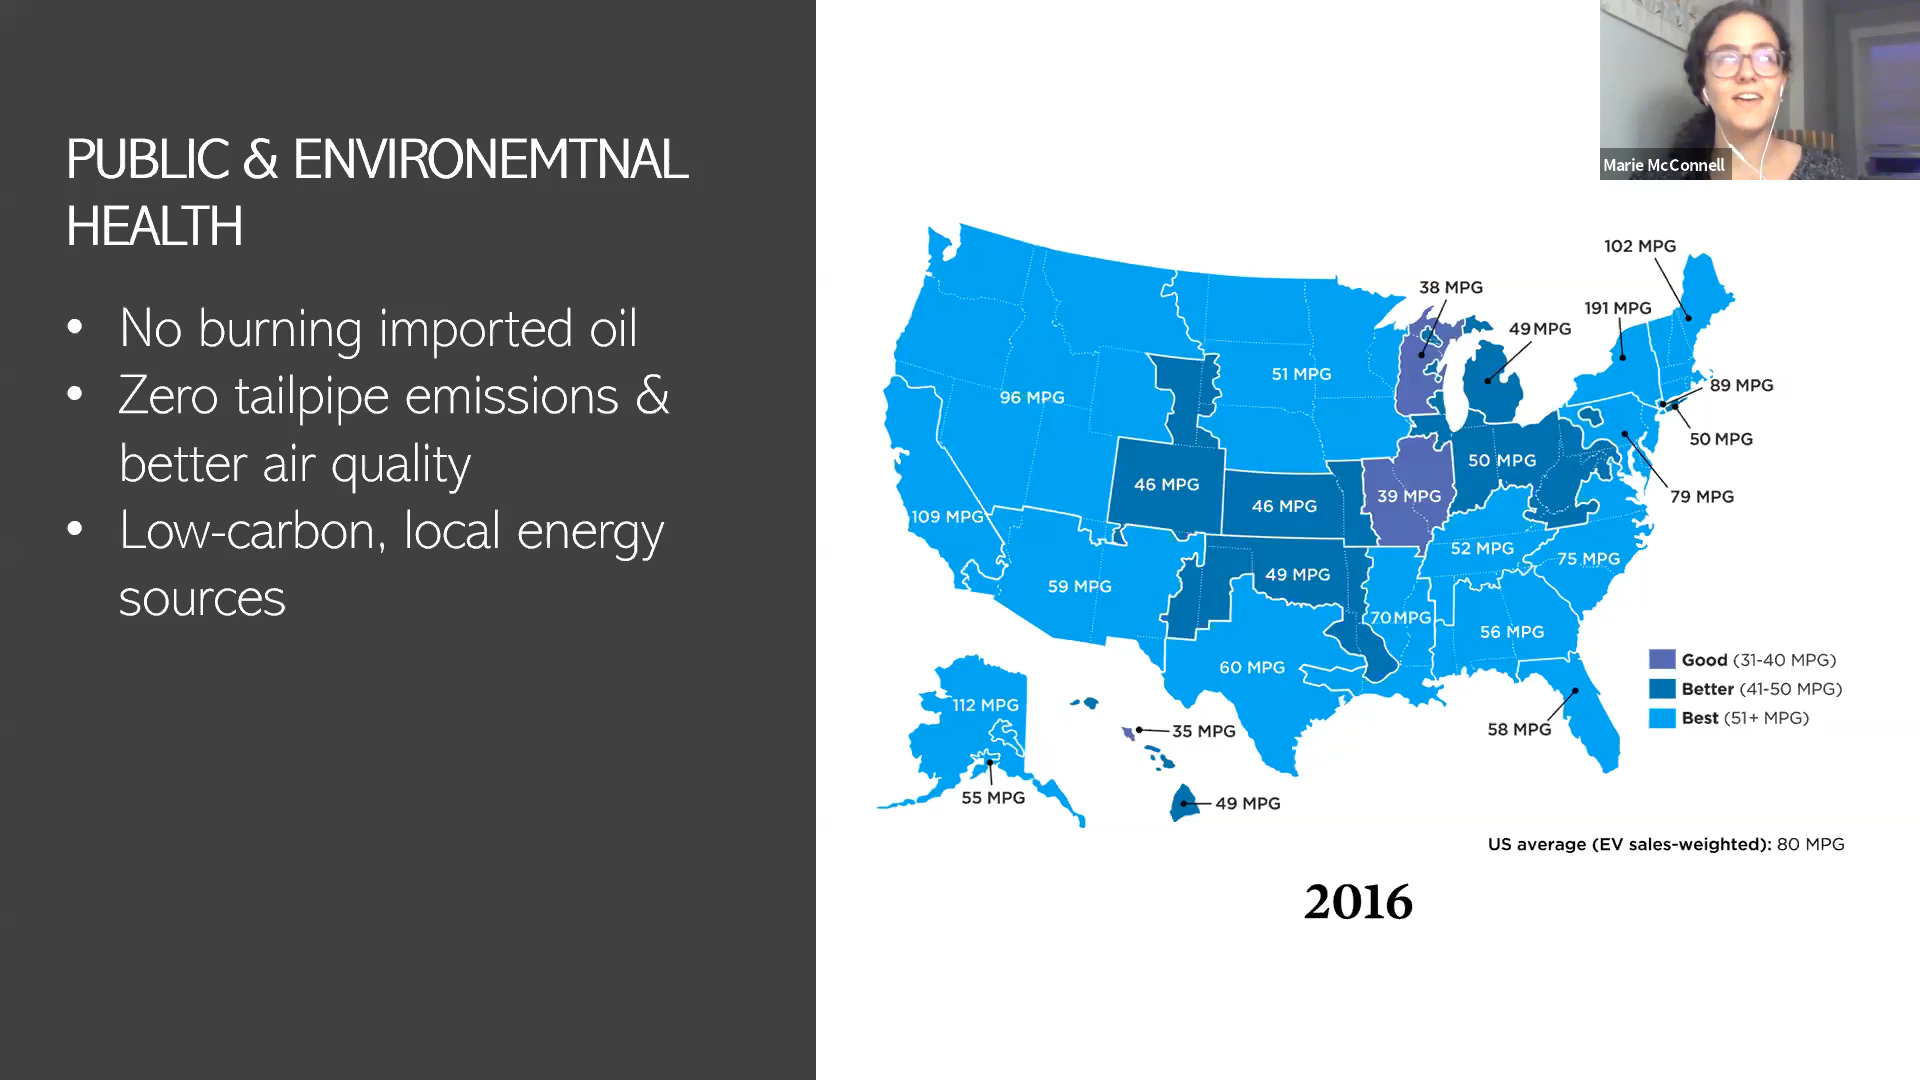 PUBLIC & ENVIRONEMTNAL
HEALTH
• No burning imported oil
• Zero tailpipe emissions &
better air quality
• Low-carbon, local energy
sources
Marie McConnell
102 MPG
38 MPG
191 MPG
49 MPG
51 MPG
89 MPG
96 MPG
50 MPG
50 MPG
46 MPG
39 MPG
79 MPG
46 MPG
109 MPG
52 MPG
75 MPG
49 MPG
59 MPG
70 MPG
56 MPG
60 MPG
Good (31-40 MPG)
Better (41-50 MPG)
Best (51+ MPG)
112 MPG
35 MPG
58 MPG
55 MPG
49 MPG
US average (EV sales-weighted): 80 MPG
2016